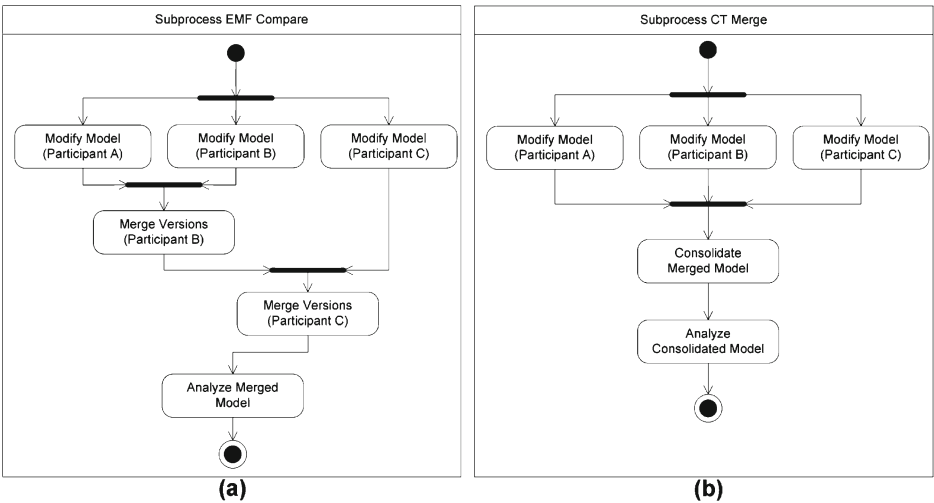 Subprocess EMF Compare
Modify Model
(Participant A)
Modify Model
(Participant B)
Modify Model
(Participant C)
Merge Versions
(Participant B)
Merge Versions
(Participant C)
Analyze Merged
Model
(a)
Subprocess CT Merge
Modify Model
(Participant A)
Modify Model
(Participant B)
Modify Model
(Participant C)
Consolidate
Merged Model
Analyze
Consolidated Model
(b)